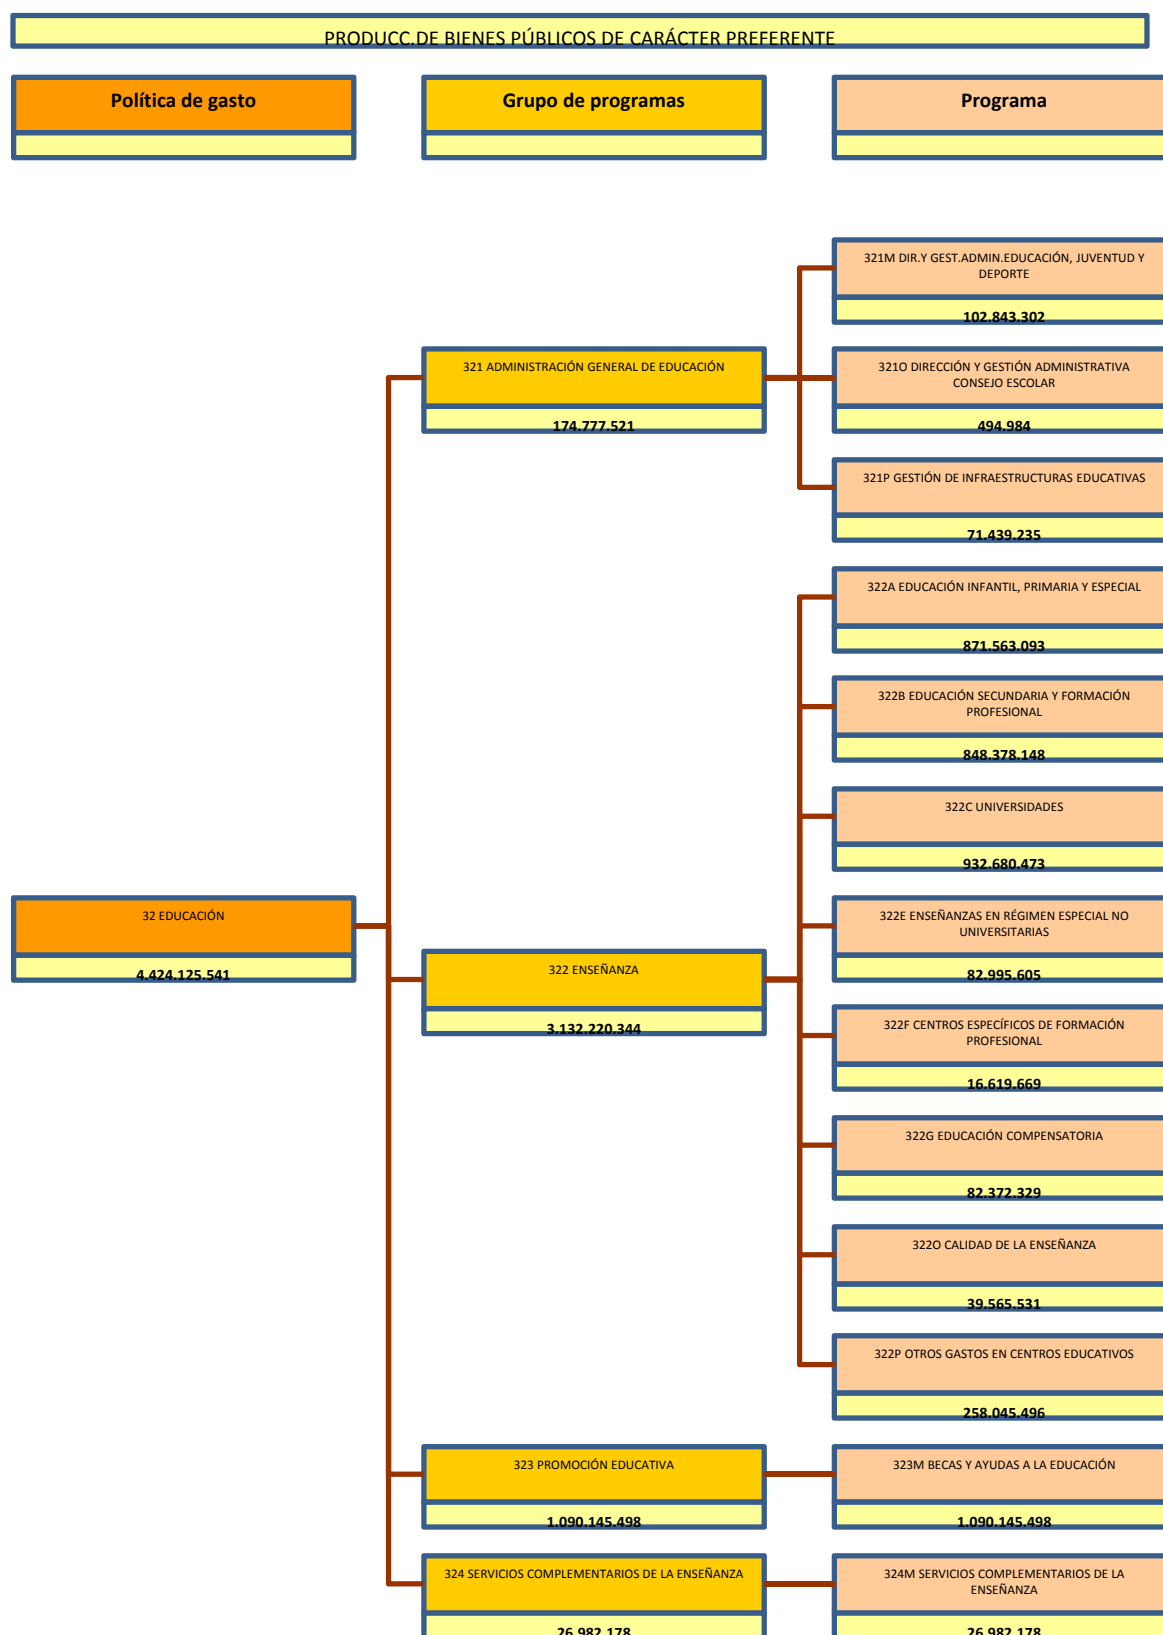 PRODUCC.DE BIENES PÚBLICOS DE CARÁCTER PREFERENTE
Política de gasto
Grupo de programas
Programa
321M DIR.Y GEST.ADMIN.EDUCACIÓN, JUVENTUD Y
DEPORTE
102.843.302
321 ADMINISTRACIÓN GENERAL DE EDUCACIÓN
174.777.521
321O DIRECCIÓN Y GESTIÓN ADMINISTRATIVA
CONSEJO ESCOLAR
494.984
321P GESTIÓN DE INFRAESTRUCTURAS EDUCATIVAS
71.439.235
322A EDUCACIÓN INFANTIL, PRIMARIA Y ESPECIAL
871.563.093
322B EDUCACIÓN SECUNDARIA Y FORMACIÓN
PROFESIONAL
848.378.148
322C UNIVERSIDADES
932.680.473
32 EDUCACIÓN
4.424.125.541
322E ENSEÑANZAS EN RÉGIMEN ESPECIAL NO
UNIVERSITARIAS
82.995.605
322 ENSEÑANZA
3.132.220.344
322F CENTROS ESPECÍFICOS DE FORMACIÓN
PROFESIONAL
16.619.669
322G EDUCACIÓN COMPENSATORIA
82.372.329
322O CALIDAD DE LA ENSEÑANZA
39.565.531
322P OTROS GASTOS EN CENTROS EDUCATIVOS
258.045.496
323 PROMOCIÓN EDUCATIVA
1.090.145.498
323M BECAS Y AYUDAS A LA EDUCACIÓN
1.090.145.498
324 SERVICIOS COMPLEMENTARIOS DE LA ENSEÑANZA
26.982.178
324M SERVICIOS COMPLEMENTARIOS DE LA
ENSEÑANZA
26.982.178